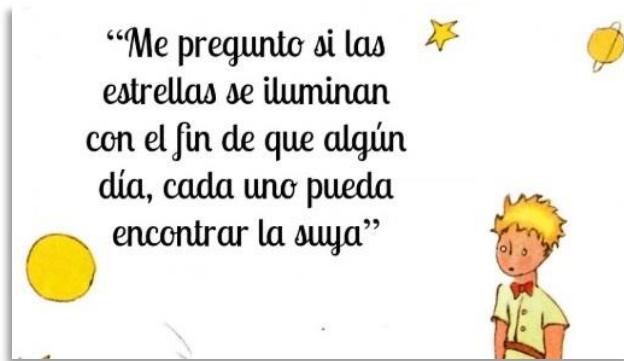 “Me pregunto si las
estrellas se iluminan
con el fin de que algún
día, cada uno pueda
encontrar la suya”